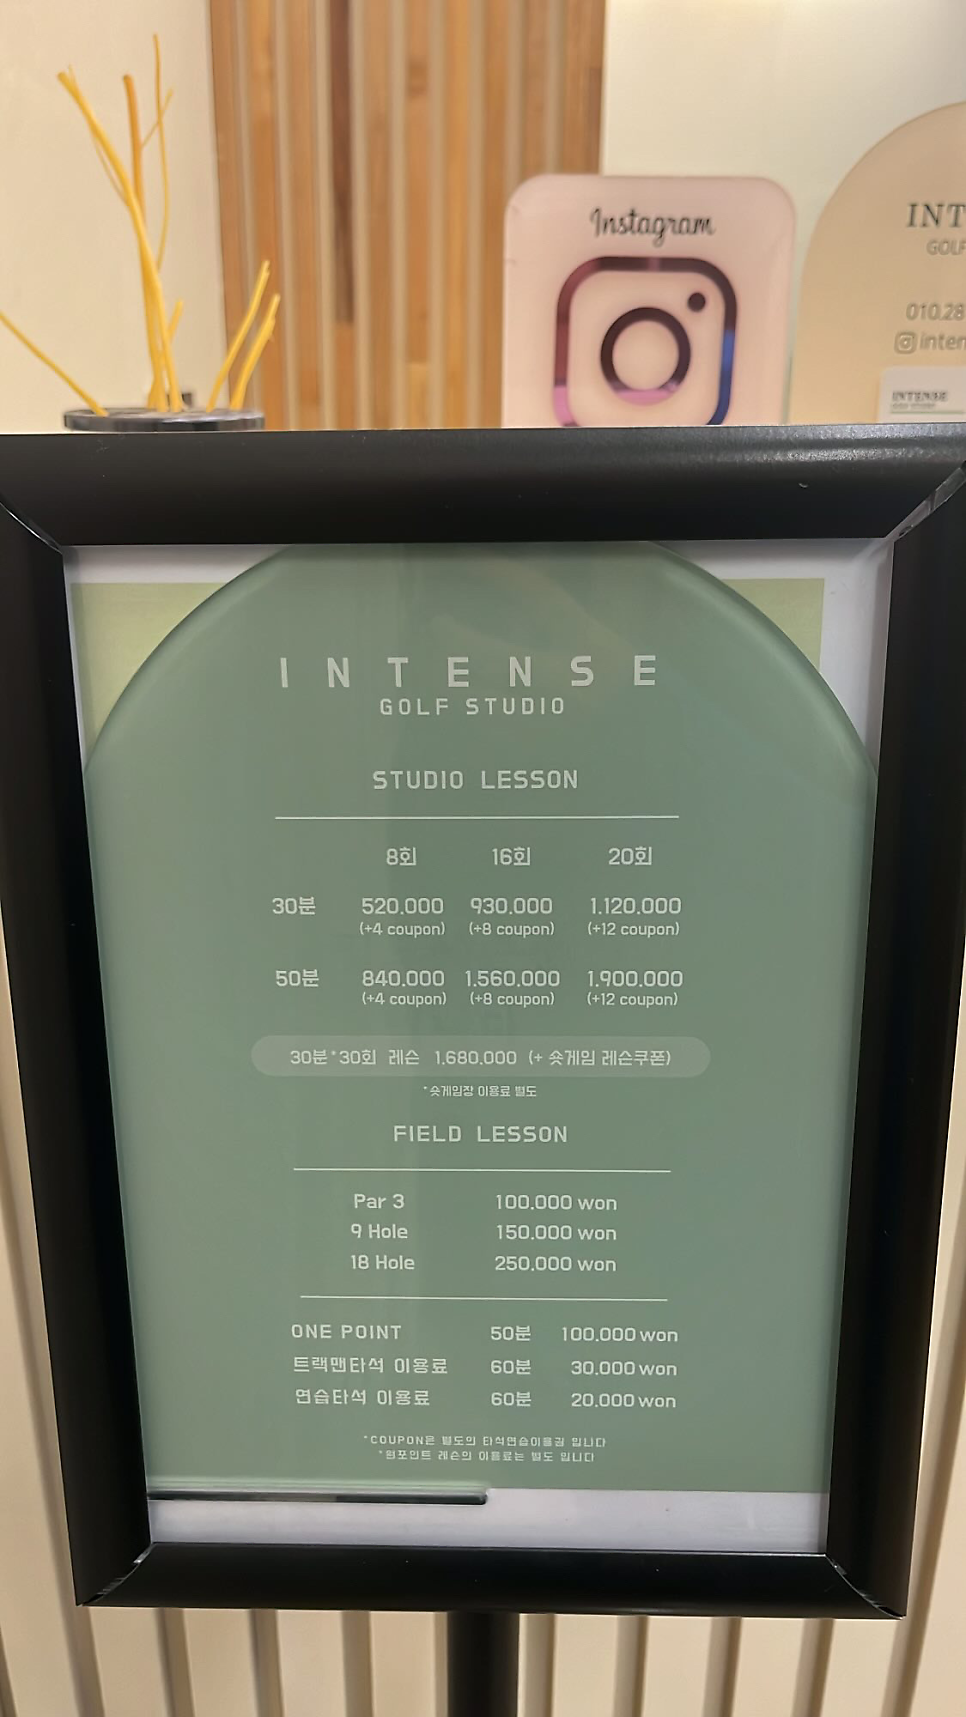 Instagram
INT
GOLF
010.28
inten
INTENSE
INTENSE
GOLF STUDIO
STUDIO LESSON
8회 16회 20회
30분 520.000 930.000 1.120.000
(+4 coupon) (+8 coupon) (+12 coupon)
50분 840.000 1.560.000 1.900.000
(+4 coupon) (+8 coupon) (+12 coupon)
30분*30회 레슨 1.680.000 (+ 숏게임 레슨쿠폰)
*숏게임장 이용료 별도
FIELD LESSON
Par 3 100.000 won
9 Hole 150.000 won
18 Hole 250.000 won
ONE POINT 50분 100.000 won
트랙맨타석 이용료 60분 30.000 won
연습타석 이용료 60분 20.000 won
*COUPON은 별도의 타석연습이용권 입니다
*원포인트 레슨의 이용료는 별도 입니다